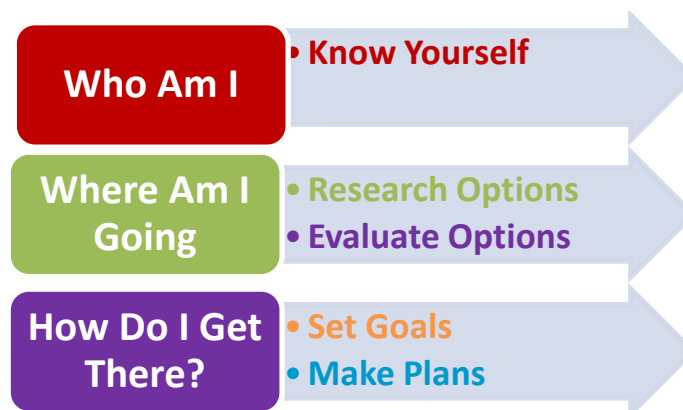 Who Am I
• Know Yourself
Where Am I
Going
• Research Options
• Evaluate Options
How Do I Get
There?
• Set Goals
• Make Plans